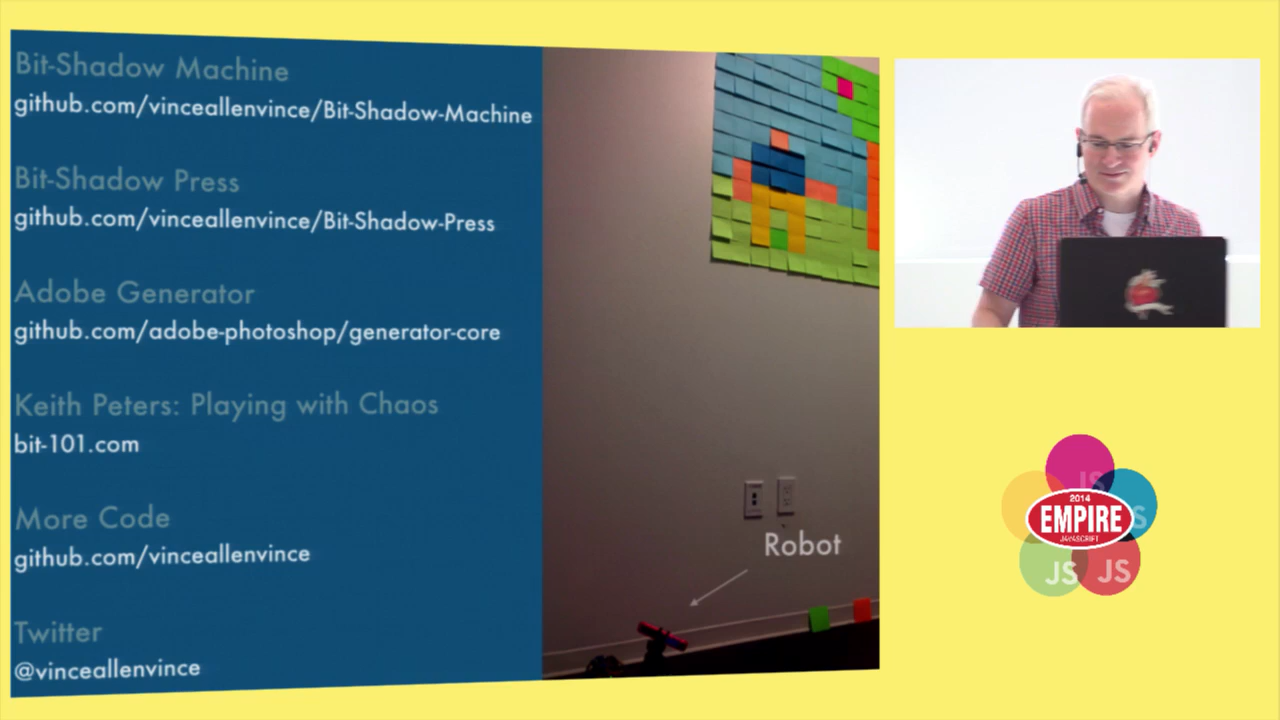 Bit-Shadow Machine
github.com/vinceallenvince/Bit-Shadow-Machine
Bit-Shadow Press
github.com/vinceallenvince/Bit-Shadow-Press
Adobe Generator
github.com/adobe-photoshop/generator-core
Keith Peters: Playing with Chaos
bit-101.com
More Code
github.com/vinceallenvince
Twitter
@vinceallenvince
Robot
JS
2014
EMPIRE
JAVASCRIPT
S
JS
JS